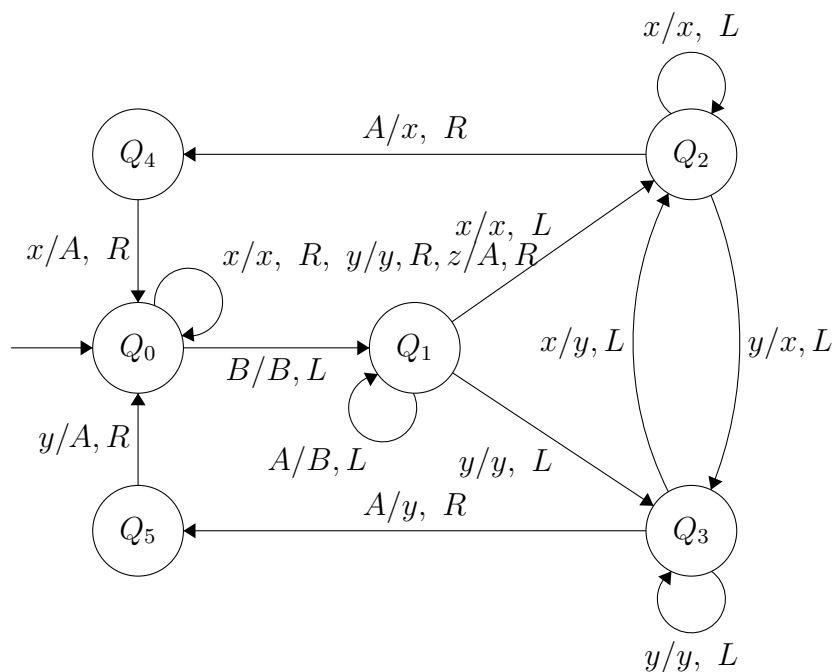 x/x, L
A/x, R
Q4
Q2
x/x, L
x/A, R
x/x, R, y/y, R, z/A, R
Q0
Q1
x/y, L
y/x, L
B/B, L
y/A, R
A/B, L
y/y, L
A/y, R
Q5
Q3
y/y, L